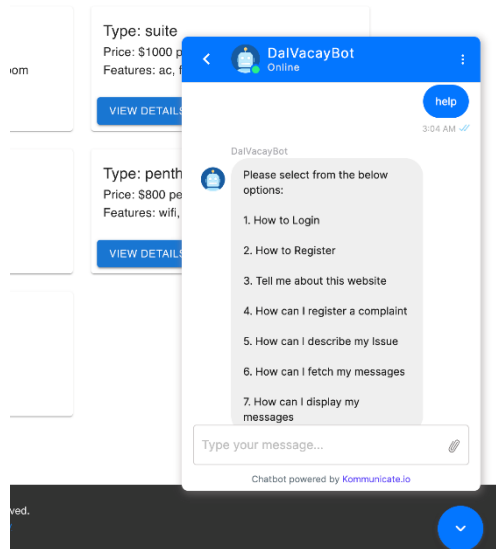 Type: suite
Price: $1000 p
Features: ac, f
VIEW DETAILS
oom
Type: penth
Price: $800 pe
Features: wifi,
VIEW DETAILS
ved.
DalVacayBot
Online
help
3:04 AM
DalVacayBot
Please select from the below
options:
1. How to Login
2. How to Register
3. Tell me about this website
4. How can I register a complaint
5. How can I describe my Issue
6. How can I fetch my messages
7. How can I display my
messages
Type your message...
Chatbot powered by Kommunicate.io